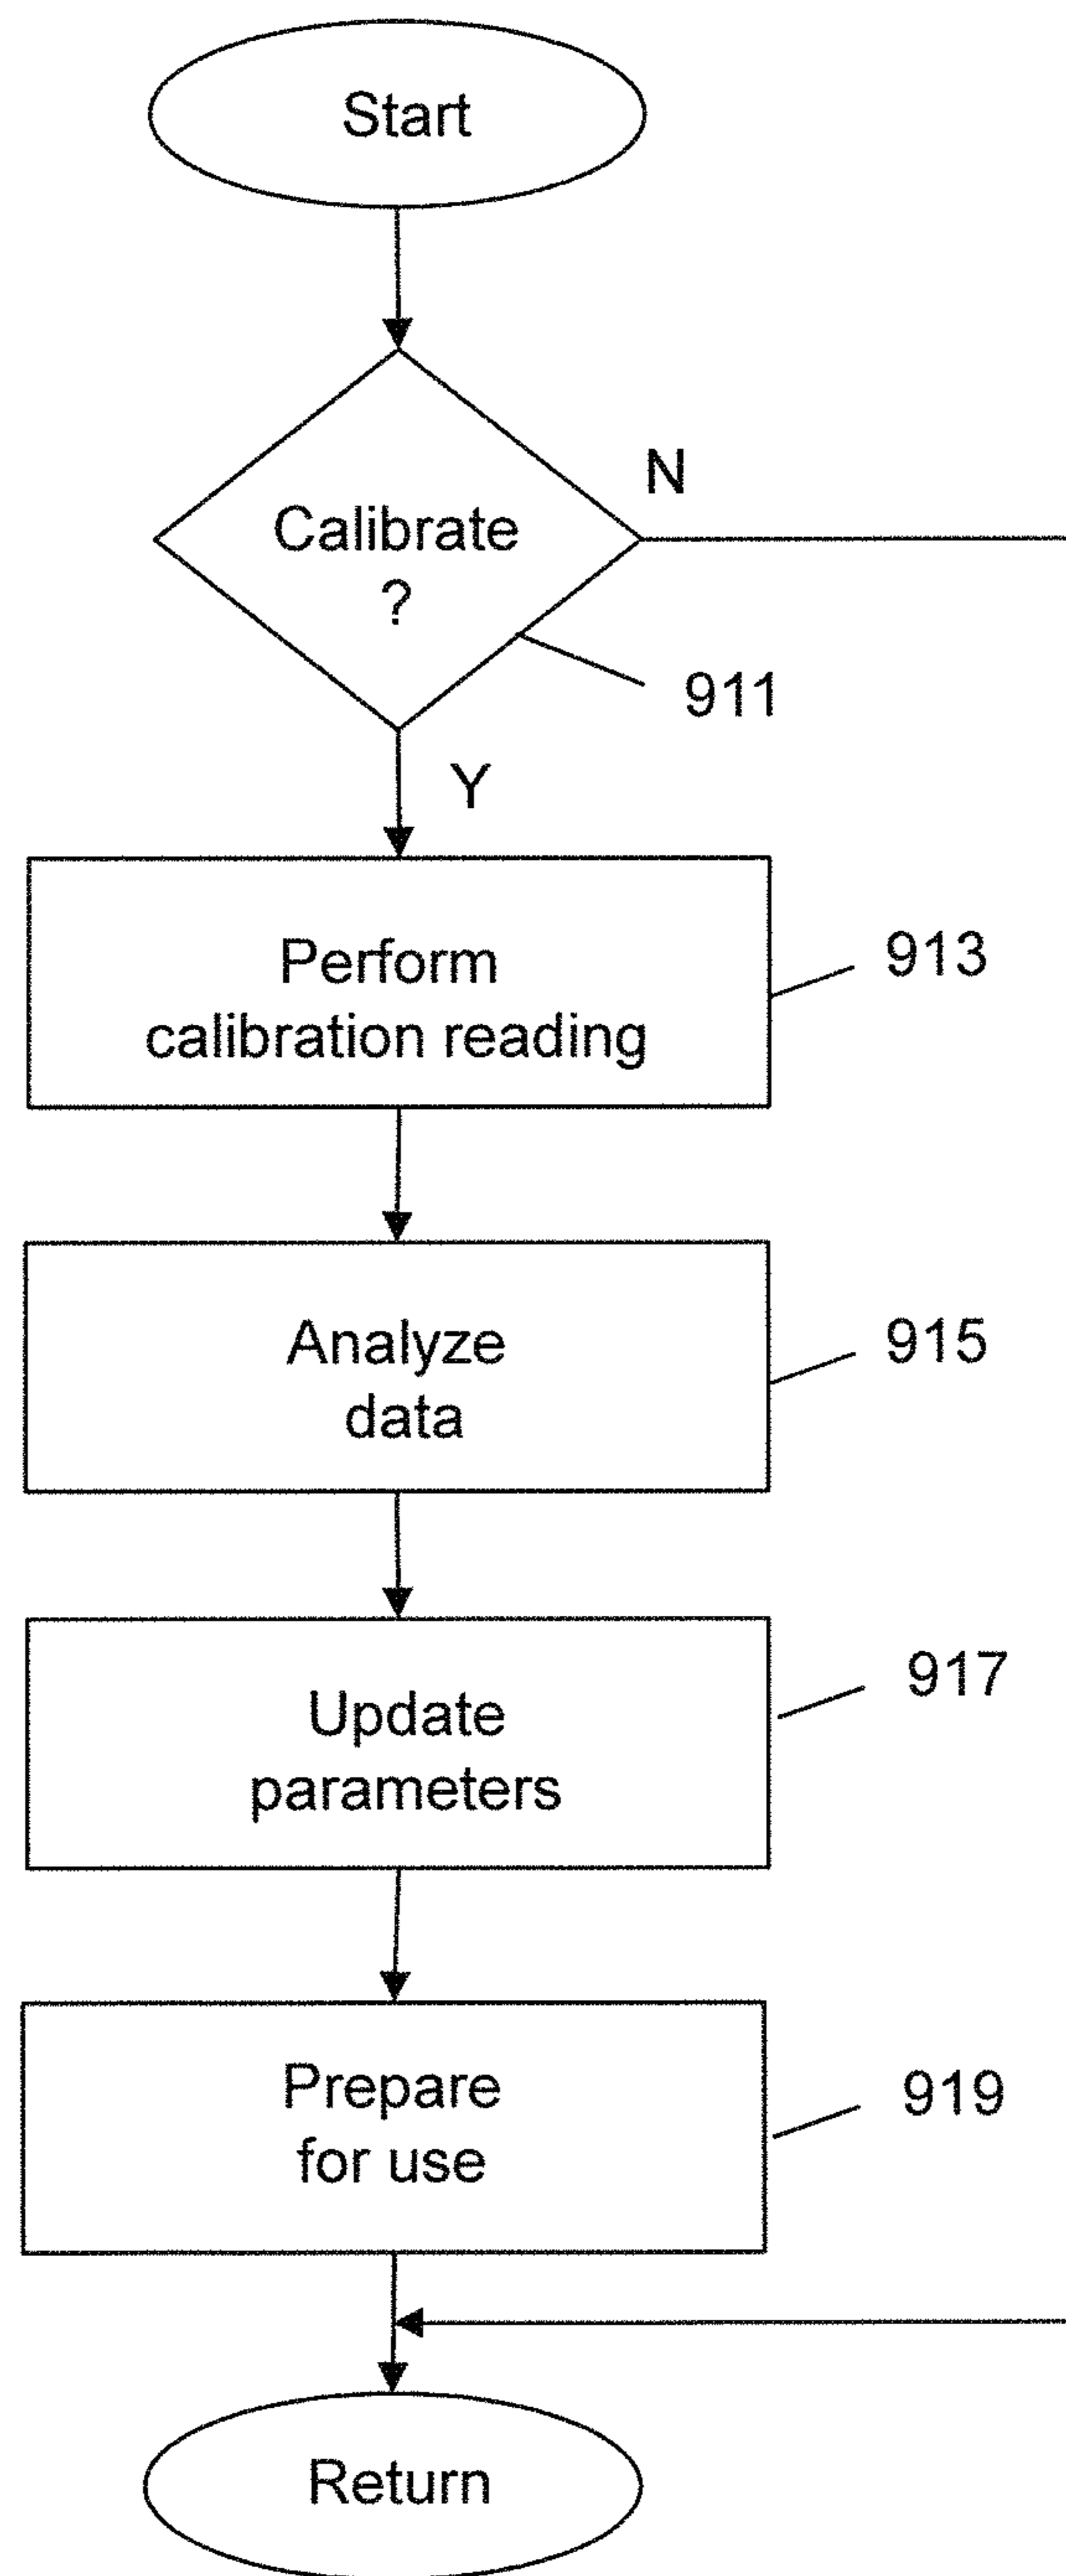 Start
N
Calibrate
?
911
Y
Perform
calibration reading
913
Analyze
data
915
Update
parameters
917
Prepare
for use
919
Return